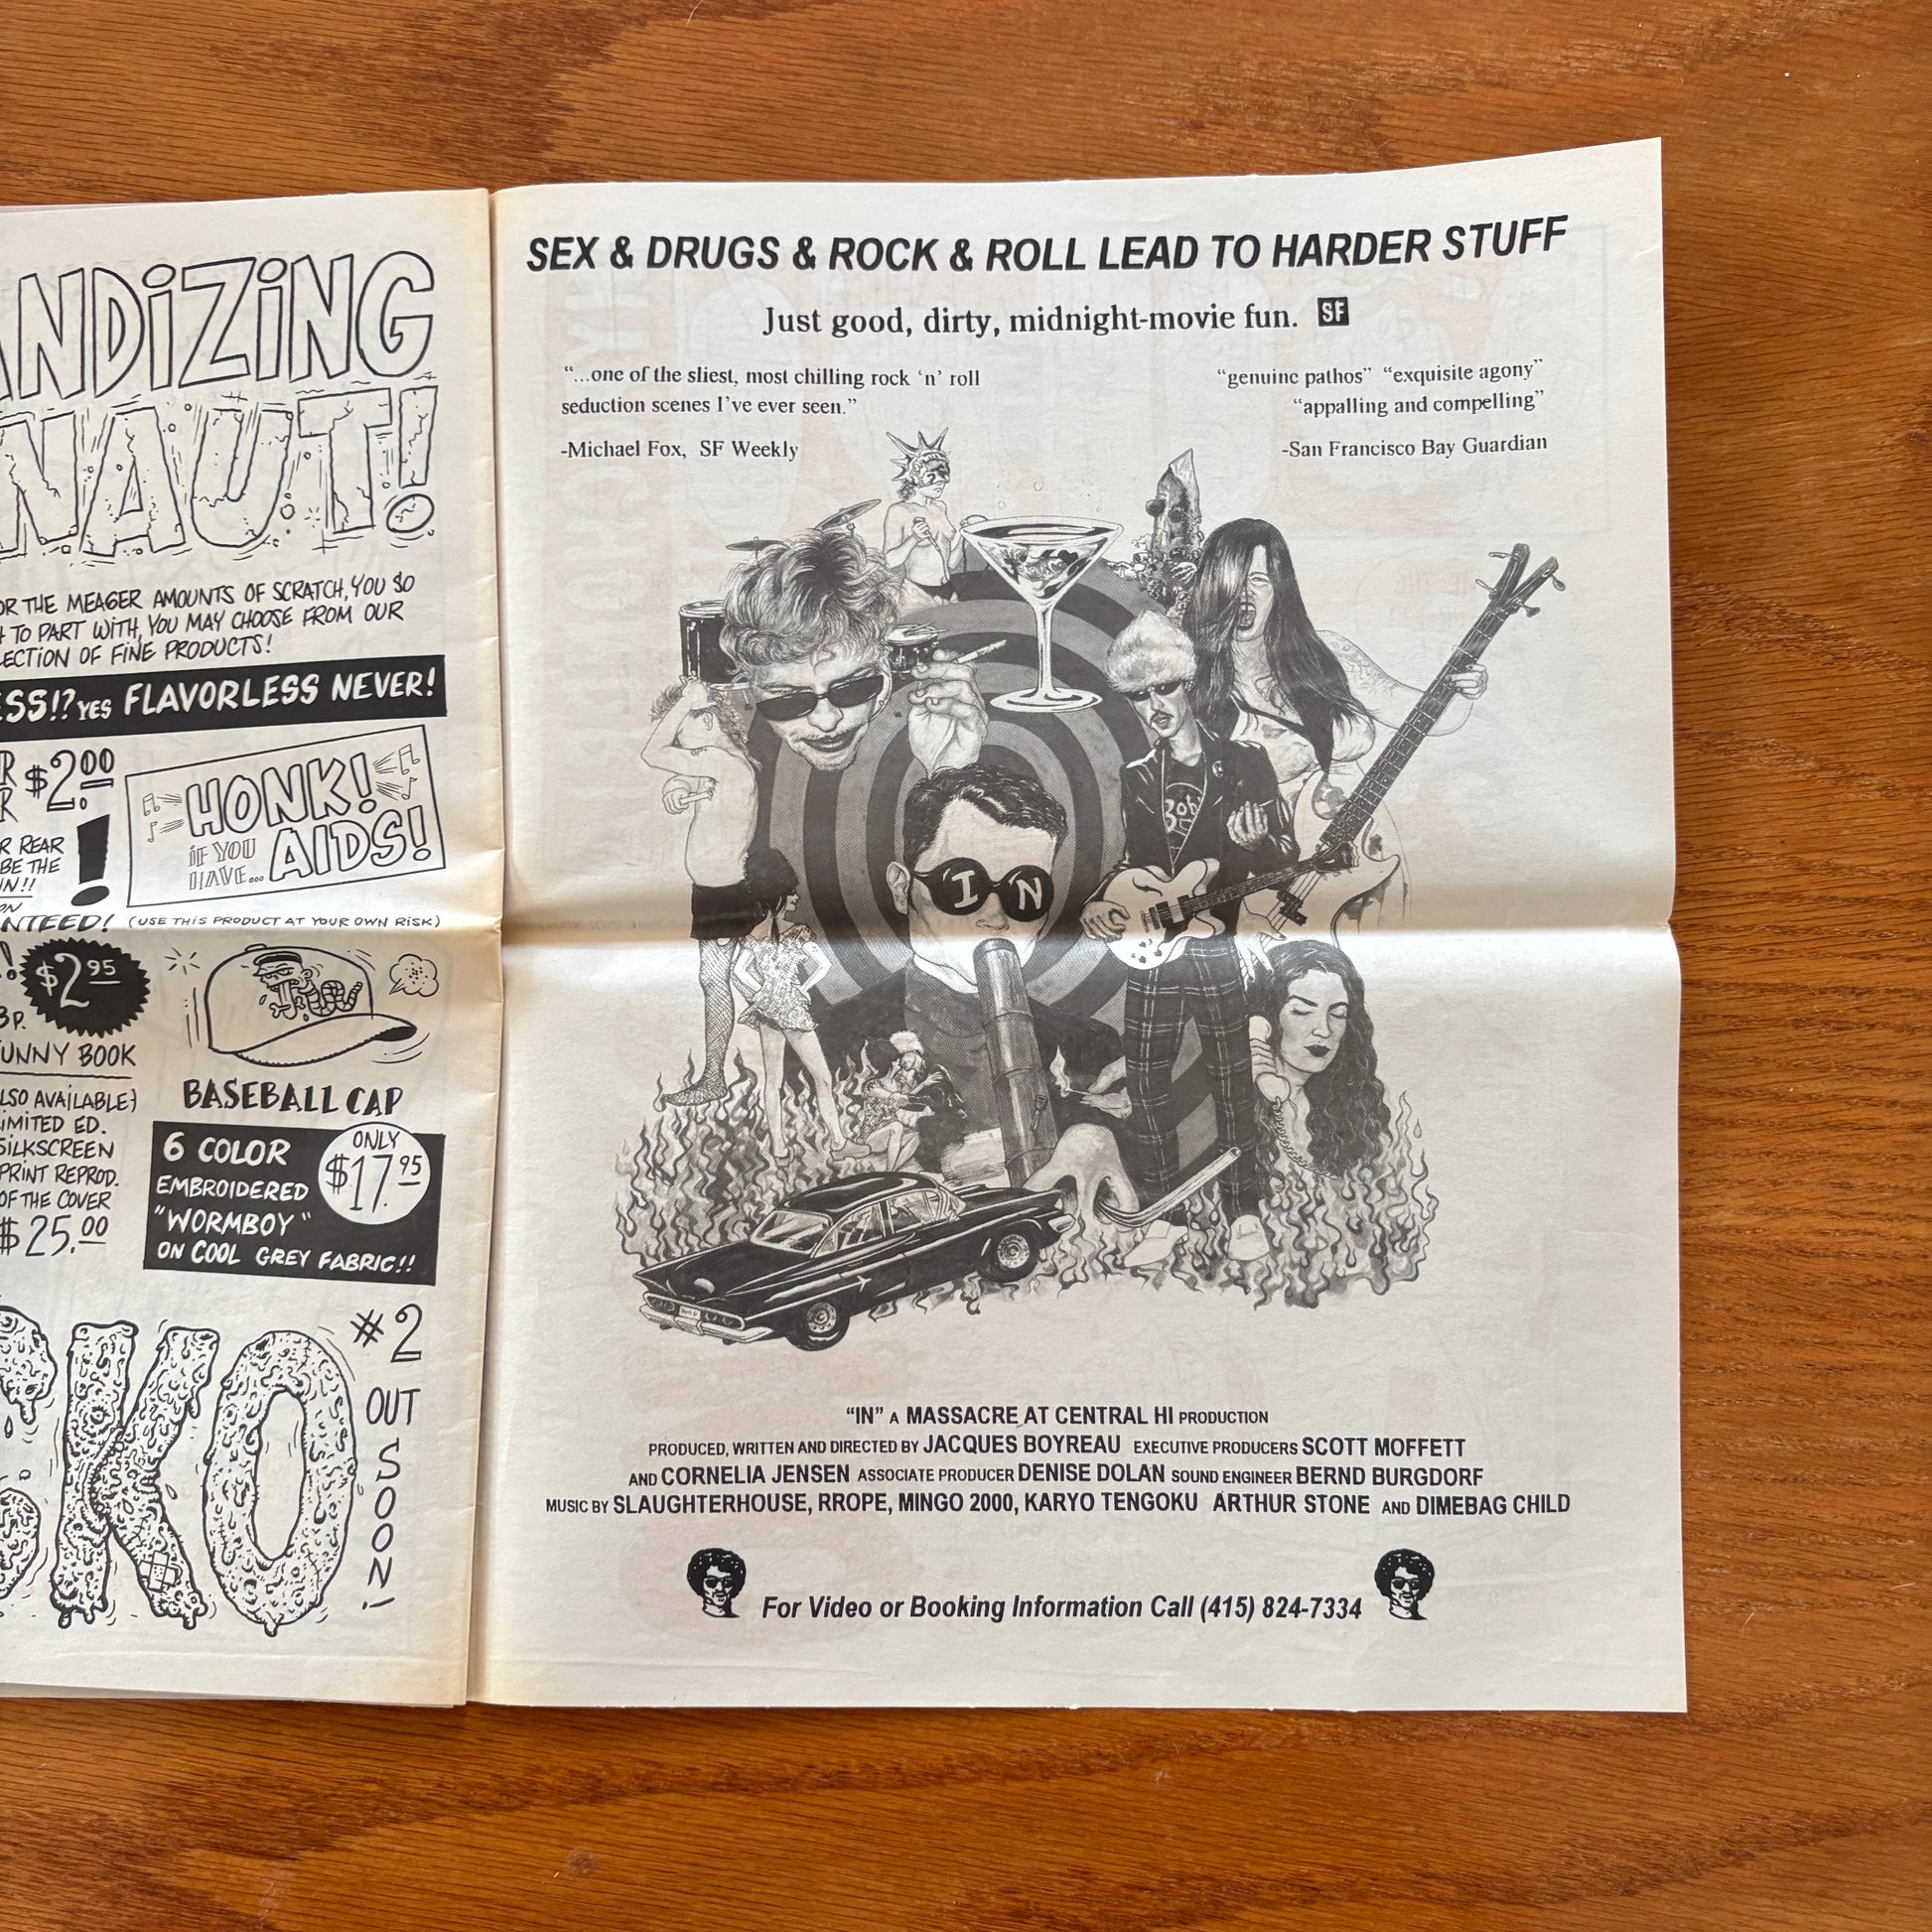 ANDIZING
NAUT!
OR THE MEAGER AMOUNTS OF SCRATCH, YOU SO
TO PART WITH, YOU MAY CHOOSE FROM OUR
LECTION OF FINE PRODUCTS!
ESS!? YES FLAVORLESS NEVER!
$2.00
HONK!
IF YOU
HAVE... AIDS!
R REAR
BE THE
IN!!
ON
NTEED! (USE THIS PRODUCT AT YOUR OWN RISK)
$2.95
3P.
UNNY BOOK
LSO AVAILABLE)
IMITED ED.
SILKSCREEN
PRINT REPROD.
OF THE COVER
$25.00
BASEBALL CAP
6 COLOR
ONLY
$17.95
EMBROIDERED
"WORMBOY"
ON COOL GREY FABRIC!!
KO
#2
OUT
SOON!
SEX & DRUGS & ROCK & ROLL LEAD TO HARDER STUFF
Just good, dirty, midnight-movie fun. SF
“...one of the sliest, most chilling rock ‘n’ roll
seduction scenes I’ve ever seen.”
-Michael Fox, SF Weekly
“genuine pathos” “exquisite agony”
“appalling and compelling”
-San Francisco Bay Guardian
Bob
IN
“IN” A MASSACRE AT CENTRAL HI PRODUCTION
PRODUCED, WRITTEN AND DIRECTED BY JACQUES BOYREAU EXECUTIVE PRODUCERS SCOTT MOFFETT
AND CORNELIA JENSEN ASSOCIATE PRODUCER DENISE DOLAN SOUND ENGINEER BERND BURGDORF
MUSIC BY SLAUGHTERHOUSE, RROPE, MINGO 2000, KARYO TENGOKU ARTHUR STONE AND DIMEBAG CHILD
For Video or Booking Information Call (415) 824-7334